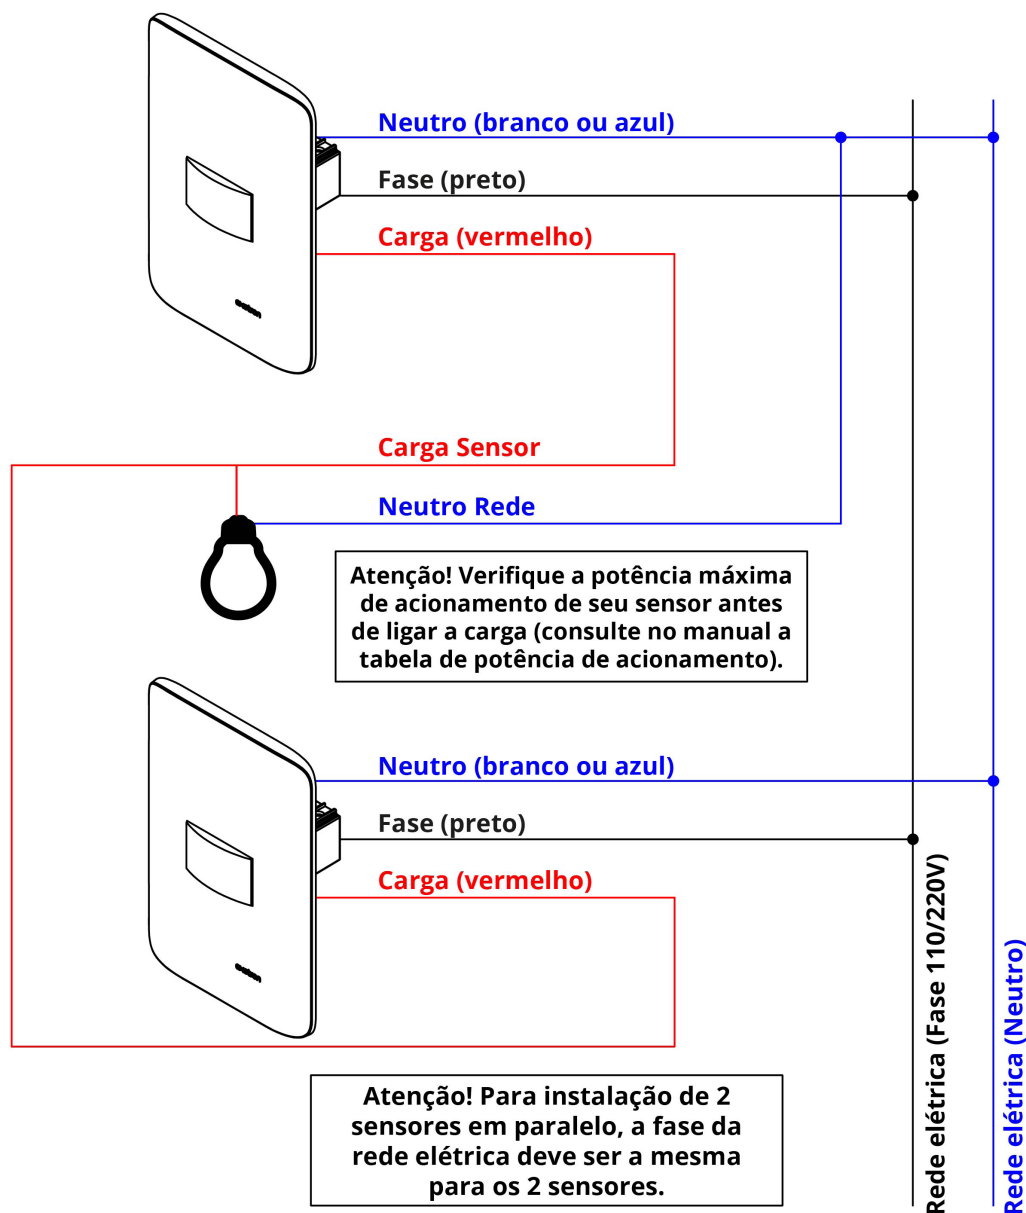 Neutro (branco ou azul)
Fase (preto)
Carga (vermelho)
Carga Sensor
Neutro Rede
Atenção! Verifique a potência máxima
de acionamento de seu sensor antes
de ligar a carga (consulte no manual a
tabela de potência de acionamento).
Neutro (branco ou azul)
Fase (preto)
Carga (vermelho)
Atenção! Para instalação de 2
sensores em paralelo, a fase da
rede elétrica deve ser a mesma
para os 2 sensores.
Rede elétrica (Fase 110/220V)
Rede elétrica (Neutro)